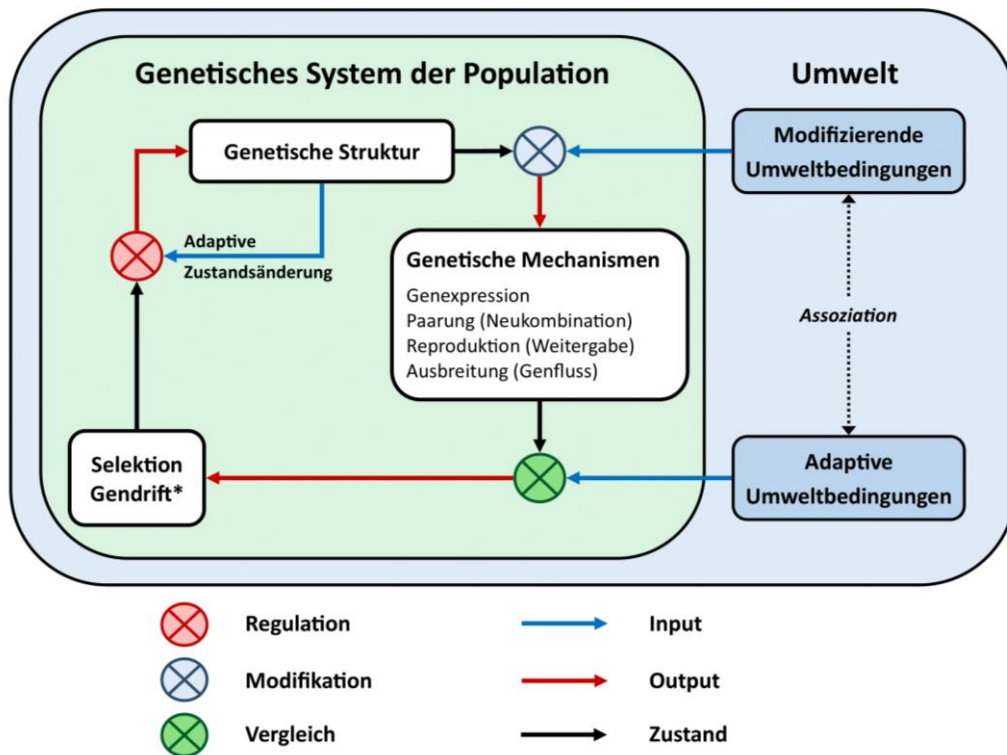 Genetisches System der Population
Umwelt
Genetische Struktur
Modifizierende
Umweltbedingungen
Adaptive
Zustandsänderung
Genetische Mechanismen
Genexpression
Paarung (Neukombination)
Reproduktion (Weitergabe)
Ausbreitung (Genfluss)
Assoziation
Selektion
Gendrift*
Adaptive
Umweltbedingungen
Regulation
Input
Modifikation
Output
Vergleich
Zustand